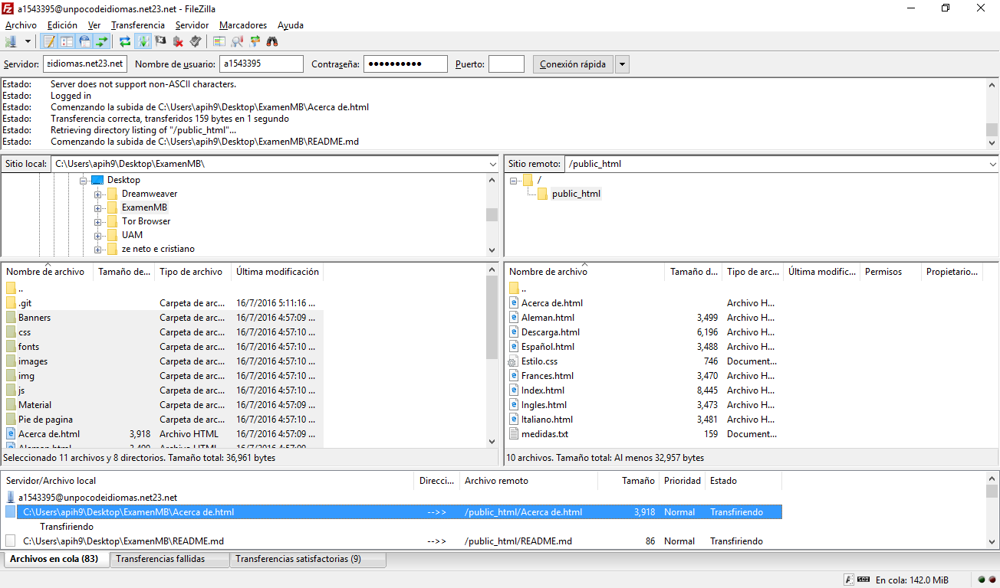 a1543395@unpocodeidiomas.net23.net - FileZilla
Archivo Edición Ver Transferencia Servidor Marcadores Ayuda
Servidor: eidiomas.net23.net Nombre de usuario: a1543395 Contraseña: ●●●●●●●●●● Puerto: Conexión rápida
Estado: Server does not support non-ASCII characters.
Estado: Logged in
Estado: Comenzando la subida de C:\Users\apih9\Desktop\ExamenMB\Acerca de.html
Estado: Transferencia correcta, transferidos 159 bytes en 1 segundo
Estado: Retrieving directory listing of "/public_html"...
Estado: Comenzando la subida de C:\Users\apih9\Desktop\ExamenMB\README.md
Sitio local: C:\Users\apih9\Desktop\ExamenMB\
Desktop
Dreamweaver
ExamenMB
Tor Browser
UAM
ze neto e cristiano
Sitio remoto: /public_html
/
public_html
Nombre de archivo Tamaño de... Tipo de archivo Última modificación
..
.git Carpeta de arc... 16/7/2016 5:11:16 ...
Banners Carpeta de arc... 16/7/2016 4:57:09 ...
css Carpeta de arc... 16/7/2016 4:57:10 ...
fonts Carpeta de arc... 16/7/2016 4:57:10 ...
images Carpeta de arc... 16/7/2016 4:57:10 ...
img Carpeta de arc... 16/7/2016 4:57:10 ...
js Carpeta de arc... 16/7/2016 4:57:10 ...
Material Carpeta de arc... 16/7/2016 4:57:09 ...
Pie de pagina Carpeta de arc... 16/7/2016 4:57:10 ...
Acerca de.html 3,918 Archivo HTML 16/7/2016 4:57:09 ...
Aleman.html 3,499 Archivo HTML 16/7/2016 4:57:09 ...
Seleccionado 11 archivos y 8 directorios. Tamaño total: 36,961 bytes
Nombre de archivo Tamaño d... Tipo de arc... Última modific... Permisos Propietario...
..
Acerca de.html Archivo H...
Aleman.html 3,499 Archivo H...
Descarga.html 6,196 Archivo H...
Español.html 3,488 Archivo H...
Estilo.css 746 Document...
Frances.html 3,470 Archivo H...
Index.html 8,445 Archivo H...
Ingles.html 3,473 Archivo H...
Italiano.html 3,481 Archivo H...
medidas.txt 159 Document...
10 archivos. Tamaño total: Al menos 32,957 bytes
Servidor/Archivo local Direcci... Archivo remoto Tamaño Prioridad Estado
a1543395@unpocodeidiomas.net23.net
C:\Users\apih9\Desktop\ExamenMB\Acerca de.html -->> /public_html/Acerca de.html 3,918 Normal Transfiriendo
Transfiriendo
C:\Users\apih9\Desktop\ExamenMB\README.md -->> /public_html/README.md 86 Normal Transfiriendo
Archivos en cola (83) Transferencias fallidas Transferencias satisfactorias (9)
En cola: 142.0 MiB